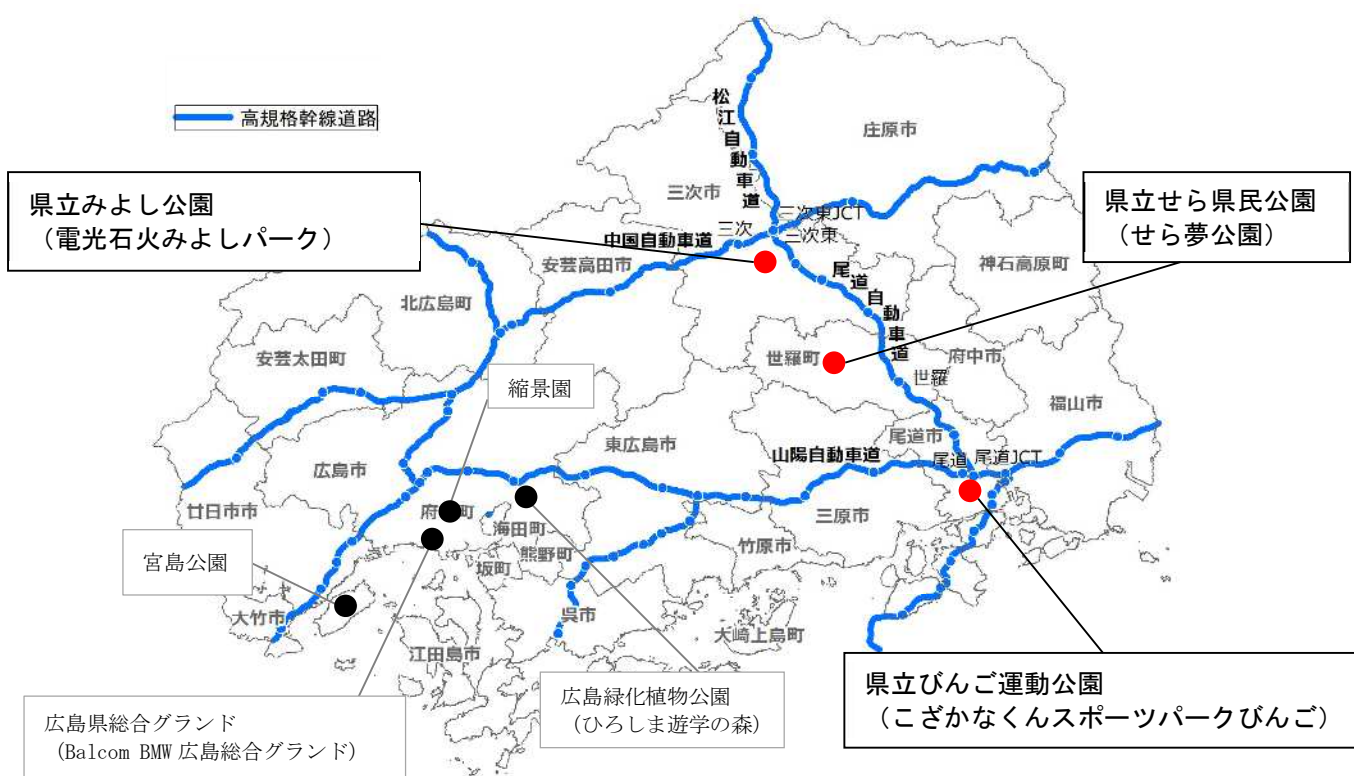 高規格幹線道路
松江自動車道
庄原市
三次市
県立みよし公園
（電光石火みよしパーク）
県立せら県民公園
（せら夢公園）
三次東JCT
三次
三次東
中国自動車道
安芸高田市
尾道自動車道
神石高原町
北広島町
安芸太田町
世羅町
府中市
世羅
縮景園
福山市
東広島市
尾道市
山陽自動車道
尾道
尾道JCT
広島市
廿日市市
府
町
海田町
三原市
熊野町
竹原市
宮島公園
坂町
大竹市
呉市
大崎上島町
江田島市
広島県総合グランド
（Balcom BMW 広島総合グランド）
広島緑化植物公園
（ひろしま遊学の森）
県立びんご運動公園
（こざかなくんスポーツパークびんご）